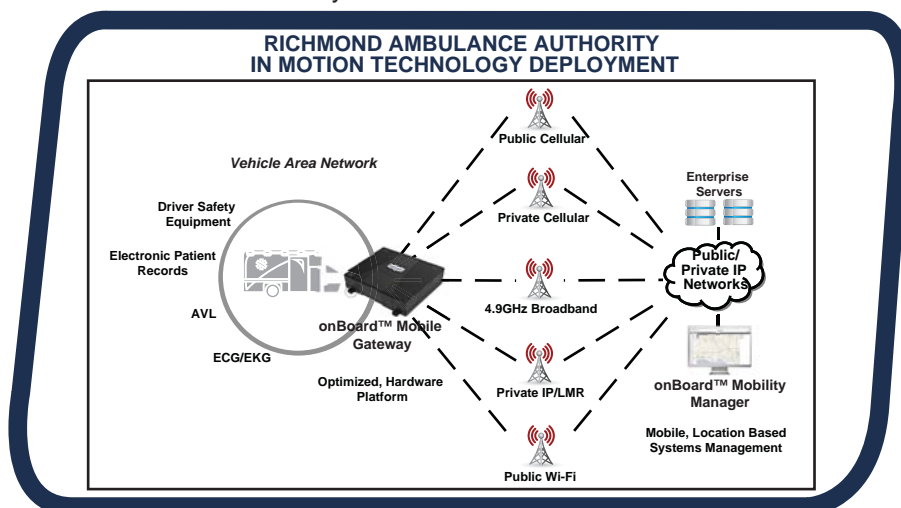 RICHMOND AMBULANCE AUTHORITY
IN MOTION TECHNOLOGY DEPLOYMENT
Vehicle Area Network
Driver Safety
Equipment
Electronic Patient
Records
AVL
ECG/EKG
onBoard™ Mobile
Gateway
Optimized, Hardware
Platform
Public Cellular
Private Cellular
4.9GHz Broadband
Private IP/LMR
Public Wi-Fi
Enterprise
Servers
Public/
Private IP
Networks
onBoard™ Mobility
Manager
Mobile, Location Based
Systems Management